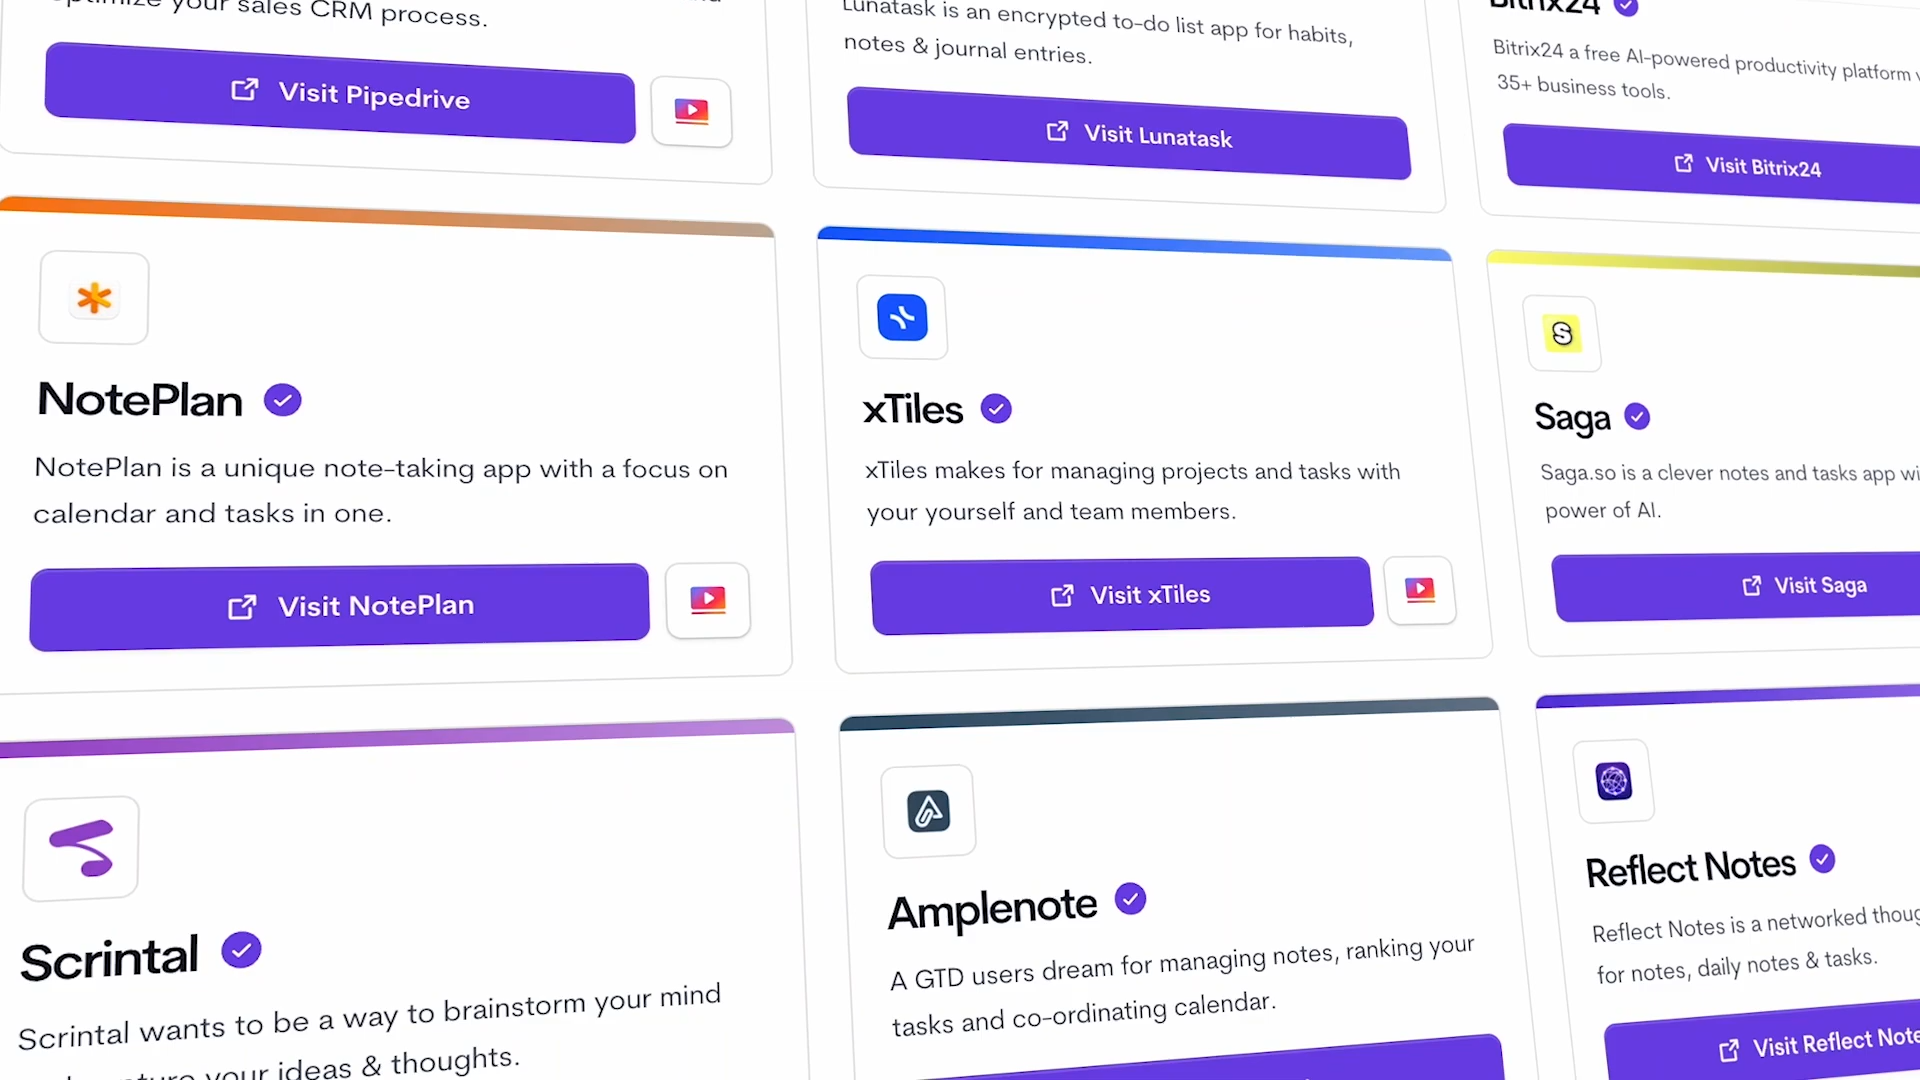 your sales CRM process.
Visit Pipedrive
Lunatask is an encrypted to-do list app for habits,
notes & journal entries.
Visit Lunatask
Bitrix24
Bitrix24 a free AI-powered productivity platform
35+ business tools.
Visit Bitrix24
NotePlan
NotePlan is a unique note-taking app with a focus on
calendar and tasks in one.
Visit NotePlan
xTiles
xTiles makes for managing projects and tasks with
your yourself and team members.
Visit xTiles
S
Saga
Saga.so is a clever notes and tasks app
power of AI.
Visit Saga
Scrintal
Scrintal wants to be a way to brainstorm your mind
your ideas & thoughts.
Amplenote
A GTD users dream for managing notes, ranking your
tasks and co-ordinating calendar.
Reflect Notes
Reflect Notes is a networked
for notes, daily notes & tasks.
Visit Reflect